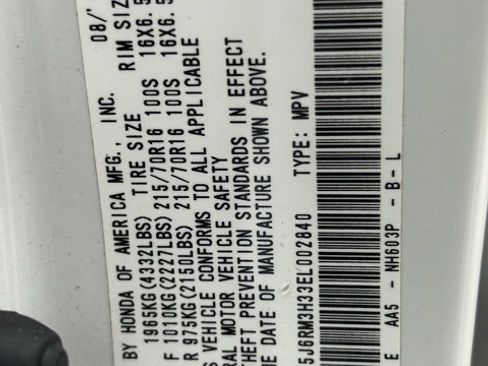 08/'
BY HONDA OF AMERICA MFG., INC.
1965KG(4332LBS) TIRE SIZE RIM SIZ
F 1010KG(2227LBS) 215/70R16 100S 16X6.5
R 975KG(2150LBS) 215/70R16 100S 16X6.5
S VEHICLE CONFORMS TO ALL APPLICABLE
RAL MOTOR VEHICLE SAFETY
THEFT PREVENTION STANDARDS IN EFFECT
HE DATE OF MANUFACTURE SHOWN ABOVE.
5J6RM3H33EL002840 TYPE: MPV
E AA5 - NH603P - B-L